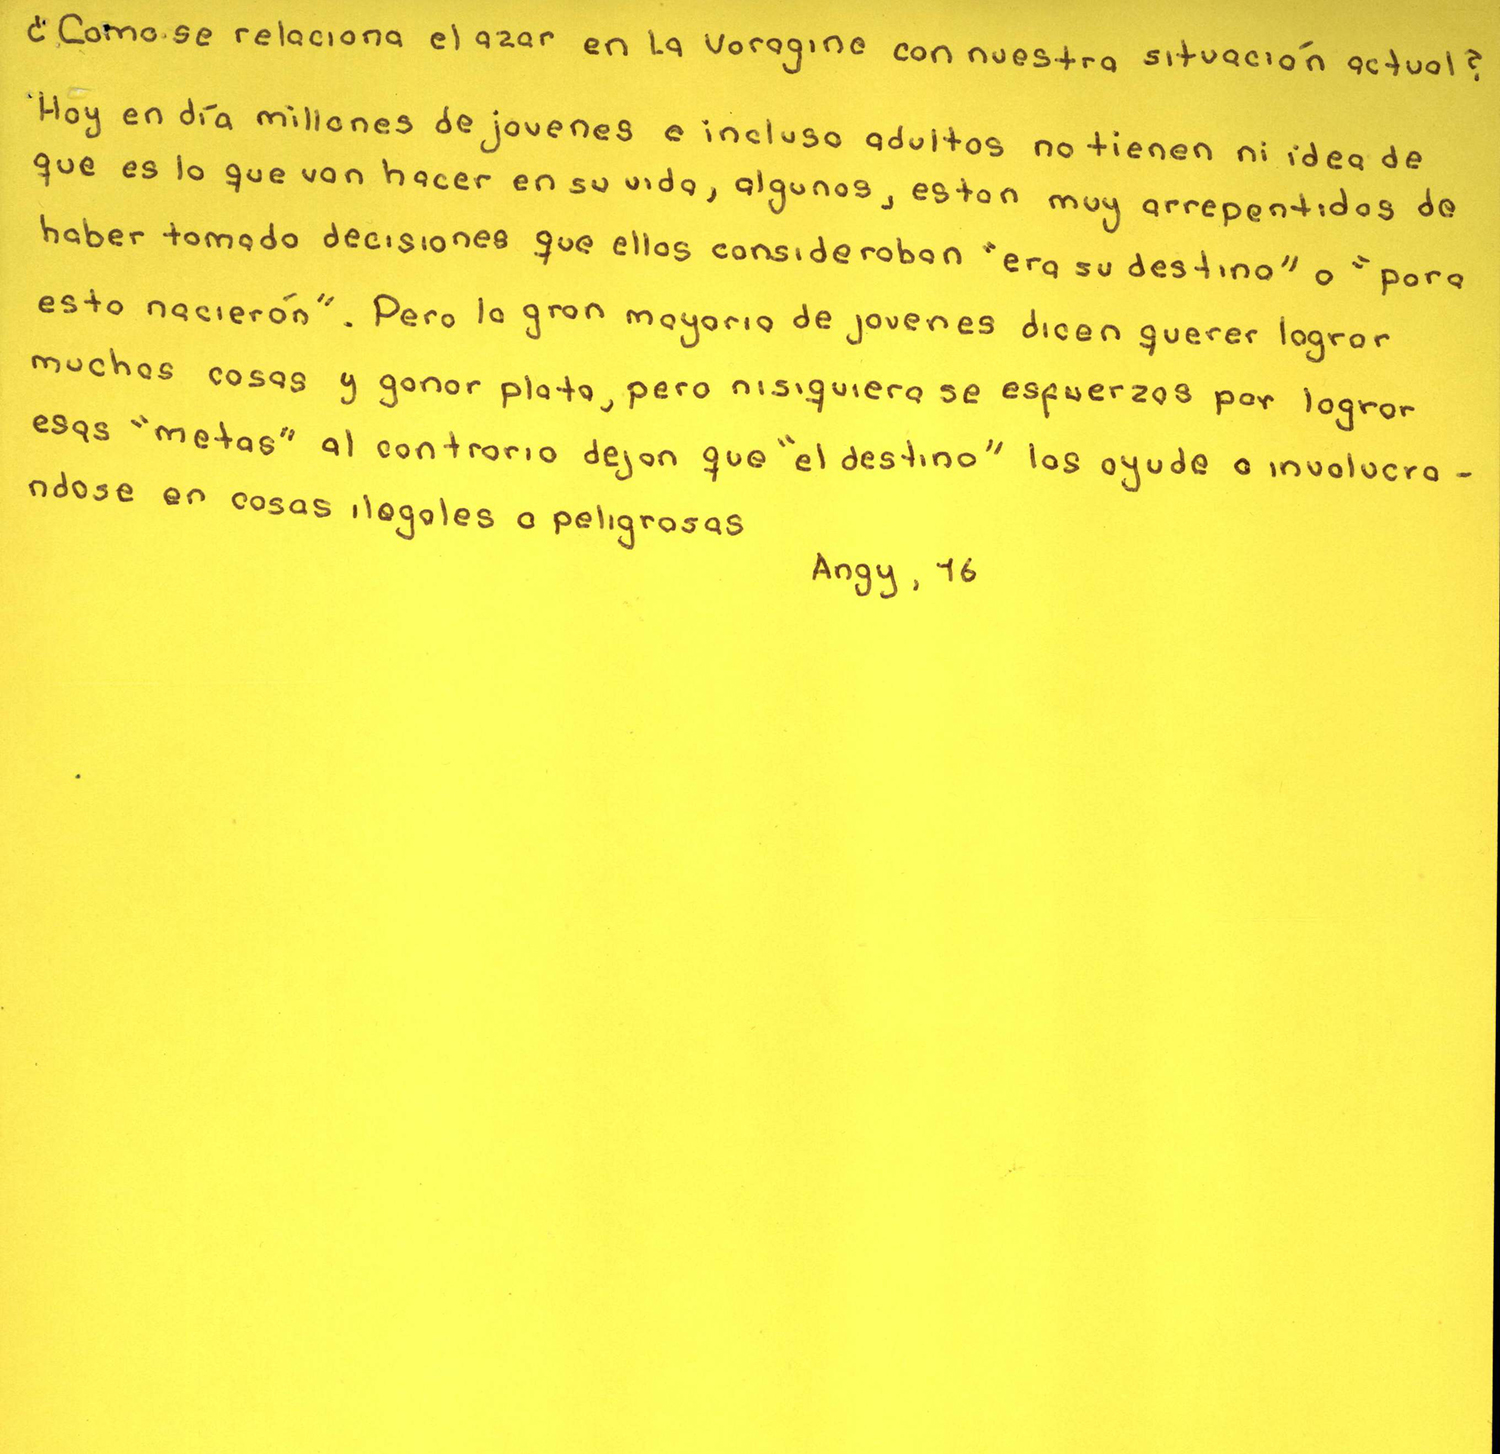 ¿Como se relaciona el azar en La Voragine con nuestra situación actual?
Hoy en día millones de jovenes e incluso adultos no tienen ni idea de
que es lo que van hacer en su vida, algunos, estan muy arrepentidos de
haber tomado decisiones que ellos consideraban "era su destino" o "para
esto nacierón". Pero la gran mayoria de jovenes dicen querer lograr
muchas cosas y ganar plata, pero nisiquiera se esfuerzas por lograr
esas "metas" al contrario dejan que "el destino" los ayude o involucra-
ndose en cosas ilegales o peligrosas
Angy, 16